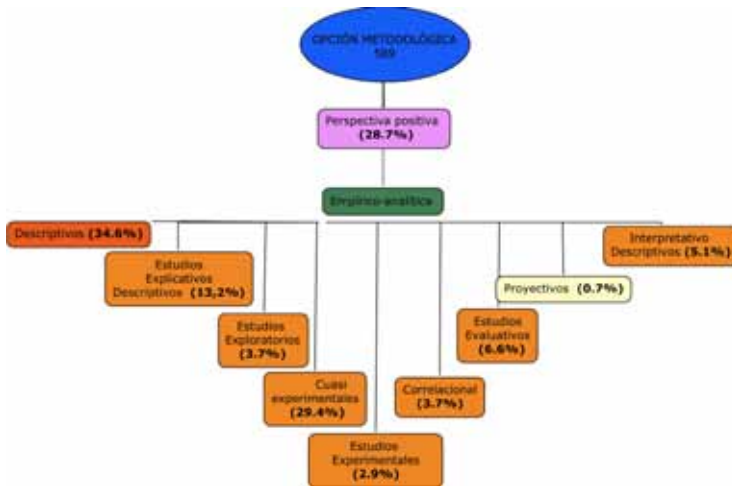 OPCIÓN METODOLÓGICA
589
Perspectiva positiva
(28.7%)
Empírico-analítica
Descriptivos (34.6%)
Interpretativo
Descriptivos (5.1%)
Estudios
Explicativos
Descriptivos (13,2%)
Proyectivos (0.7%)
Estudios
Exploratorios
(3.7%)
Estudios
Evaluativos
(6.6%)
Cuasi
experimentales
(29.4%)
Correlacional
(3.7%)
Estudios
Experimentales
(2.9%)